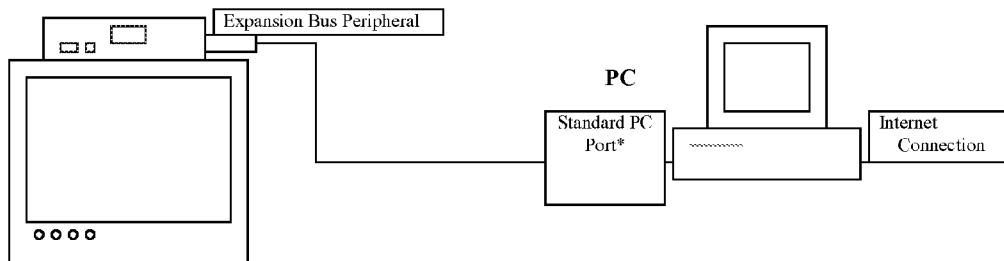 Expansion Bus Peripheral
PC
Standard PC
Port*
Internet
Connection